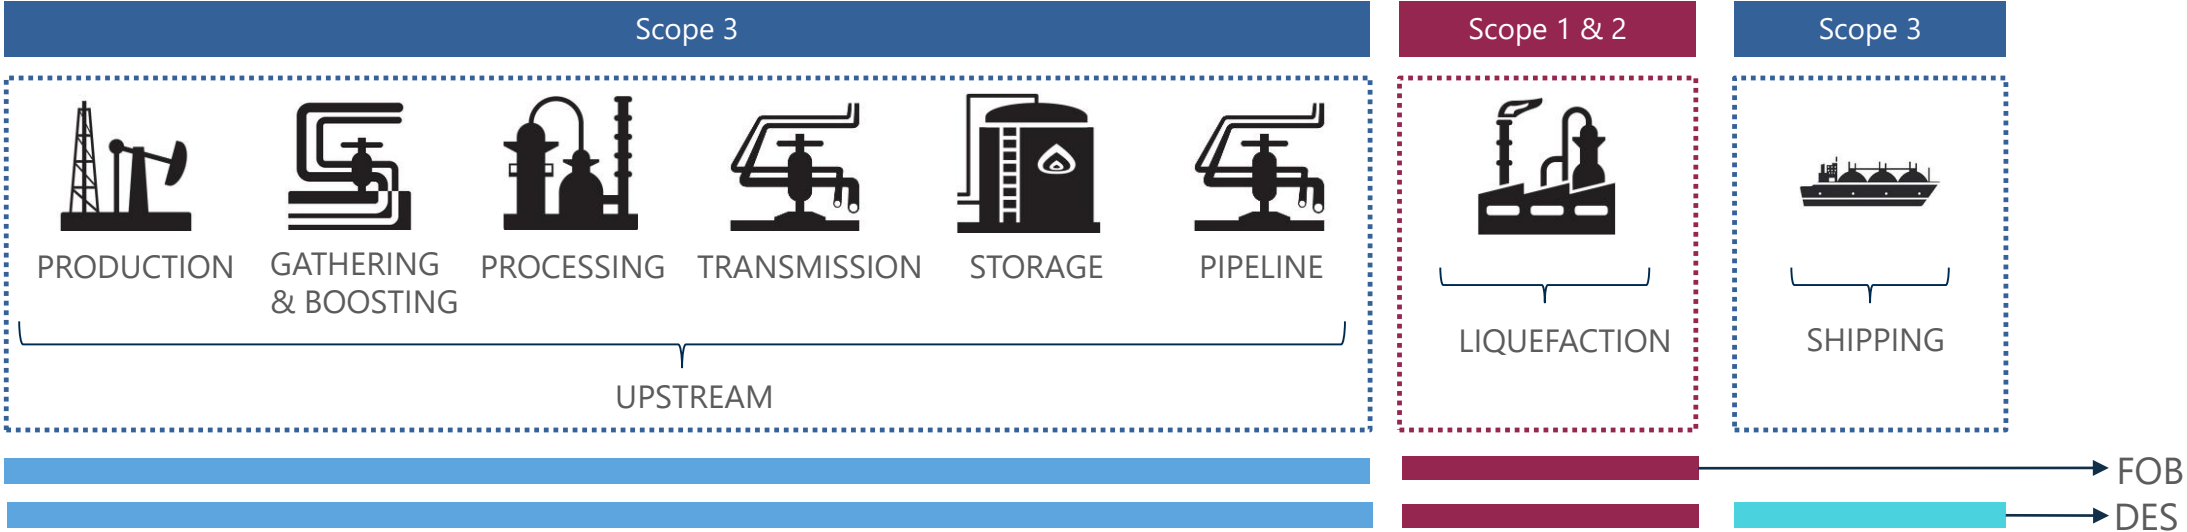 Scope 3
Scope 1 & 2
Scope 3
PRODUCTION
GATHERING
& BOOSTING
PROCESSING
TRANSMISSION
STORAGE
PIPELINE
UPSTREAM
LIQUEFACTION
SHIPPING
FOB
DES